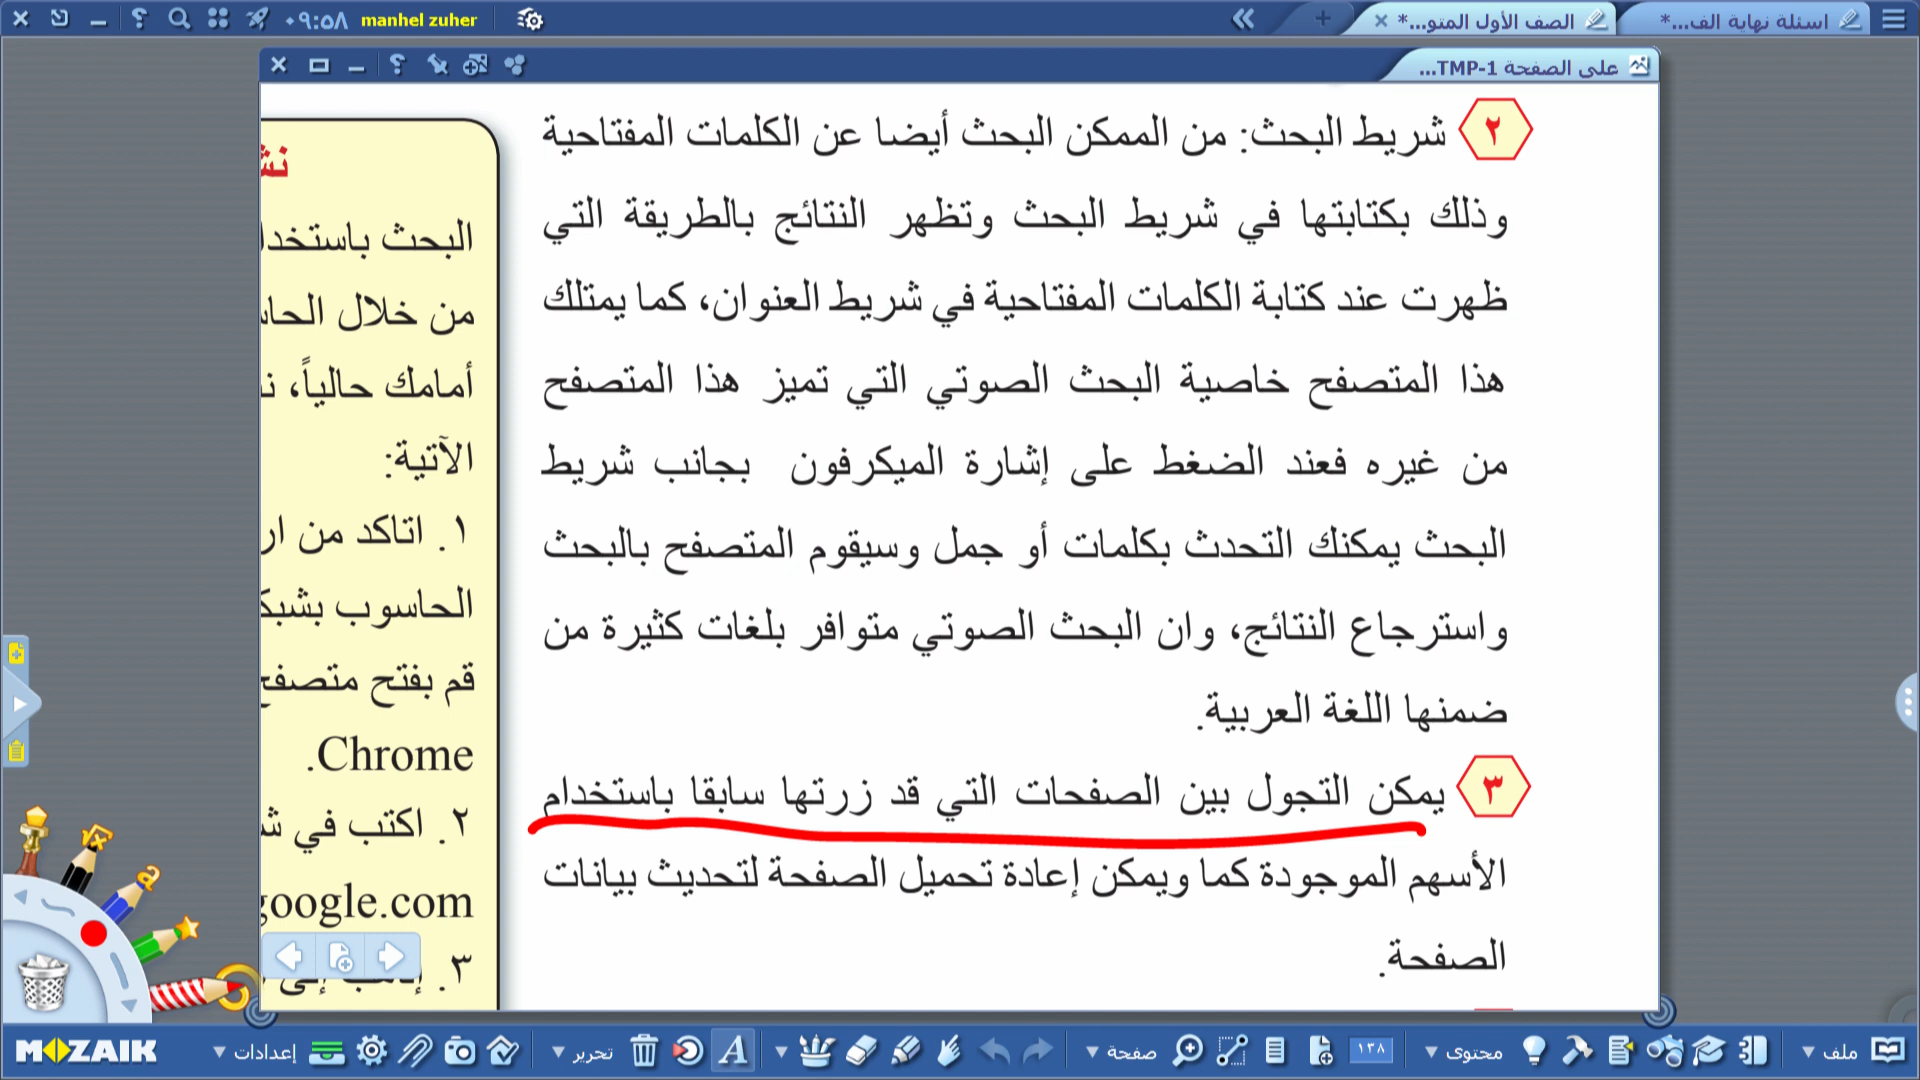 اسئلة نهاية الف...*
الصف الأول المتو...*
manhel zuher
٠٩:٥٨
على الصفحة TMP-1...
٢ شريط البحث: من الممكن البحث أيضا عن الكلمات المفتاحية
وذلك بكتابتها في شريط البحث وتظهر النتائج بالطريقة التي
ظهرت عند كتابة الكلمات المفتاحية في شريط العنوان، كما يمتلك
هذا المتصفح خاصية البحث الصوتي التي تميز هذا المتصفح
من غيره فعند الضغط على إشارة الميكرفون بجانب شريط
البحث يمكنك التحدث بكلمات أو جمل وسيقوم المتصفح بالبحث
واسترجاع النتائج، وان البحث الصوتي متوافر بلغات كثيرة من
ضمنها اللغة العربية.
٣ يمكن التجول بين الصفحات التي قد زرتها سابقا باستخدام
الأسهم الموجودة كما ويمكن إعادة تحميل الصفحة لتحديث بيانات
الصفحة.
نش
البحث باستخدا
من خلال الحاس
أمامك حالياً، ن
الآتية:
١. اتاكد من ار
الحاسوب بشبك
قم بفتح متصفح
Chrome.
٢. اكتب في ش
google.com
٣.
ملف
محتوى
١٣٨
صفحة
تحرير
إعدادات
MOZAIK